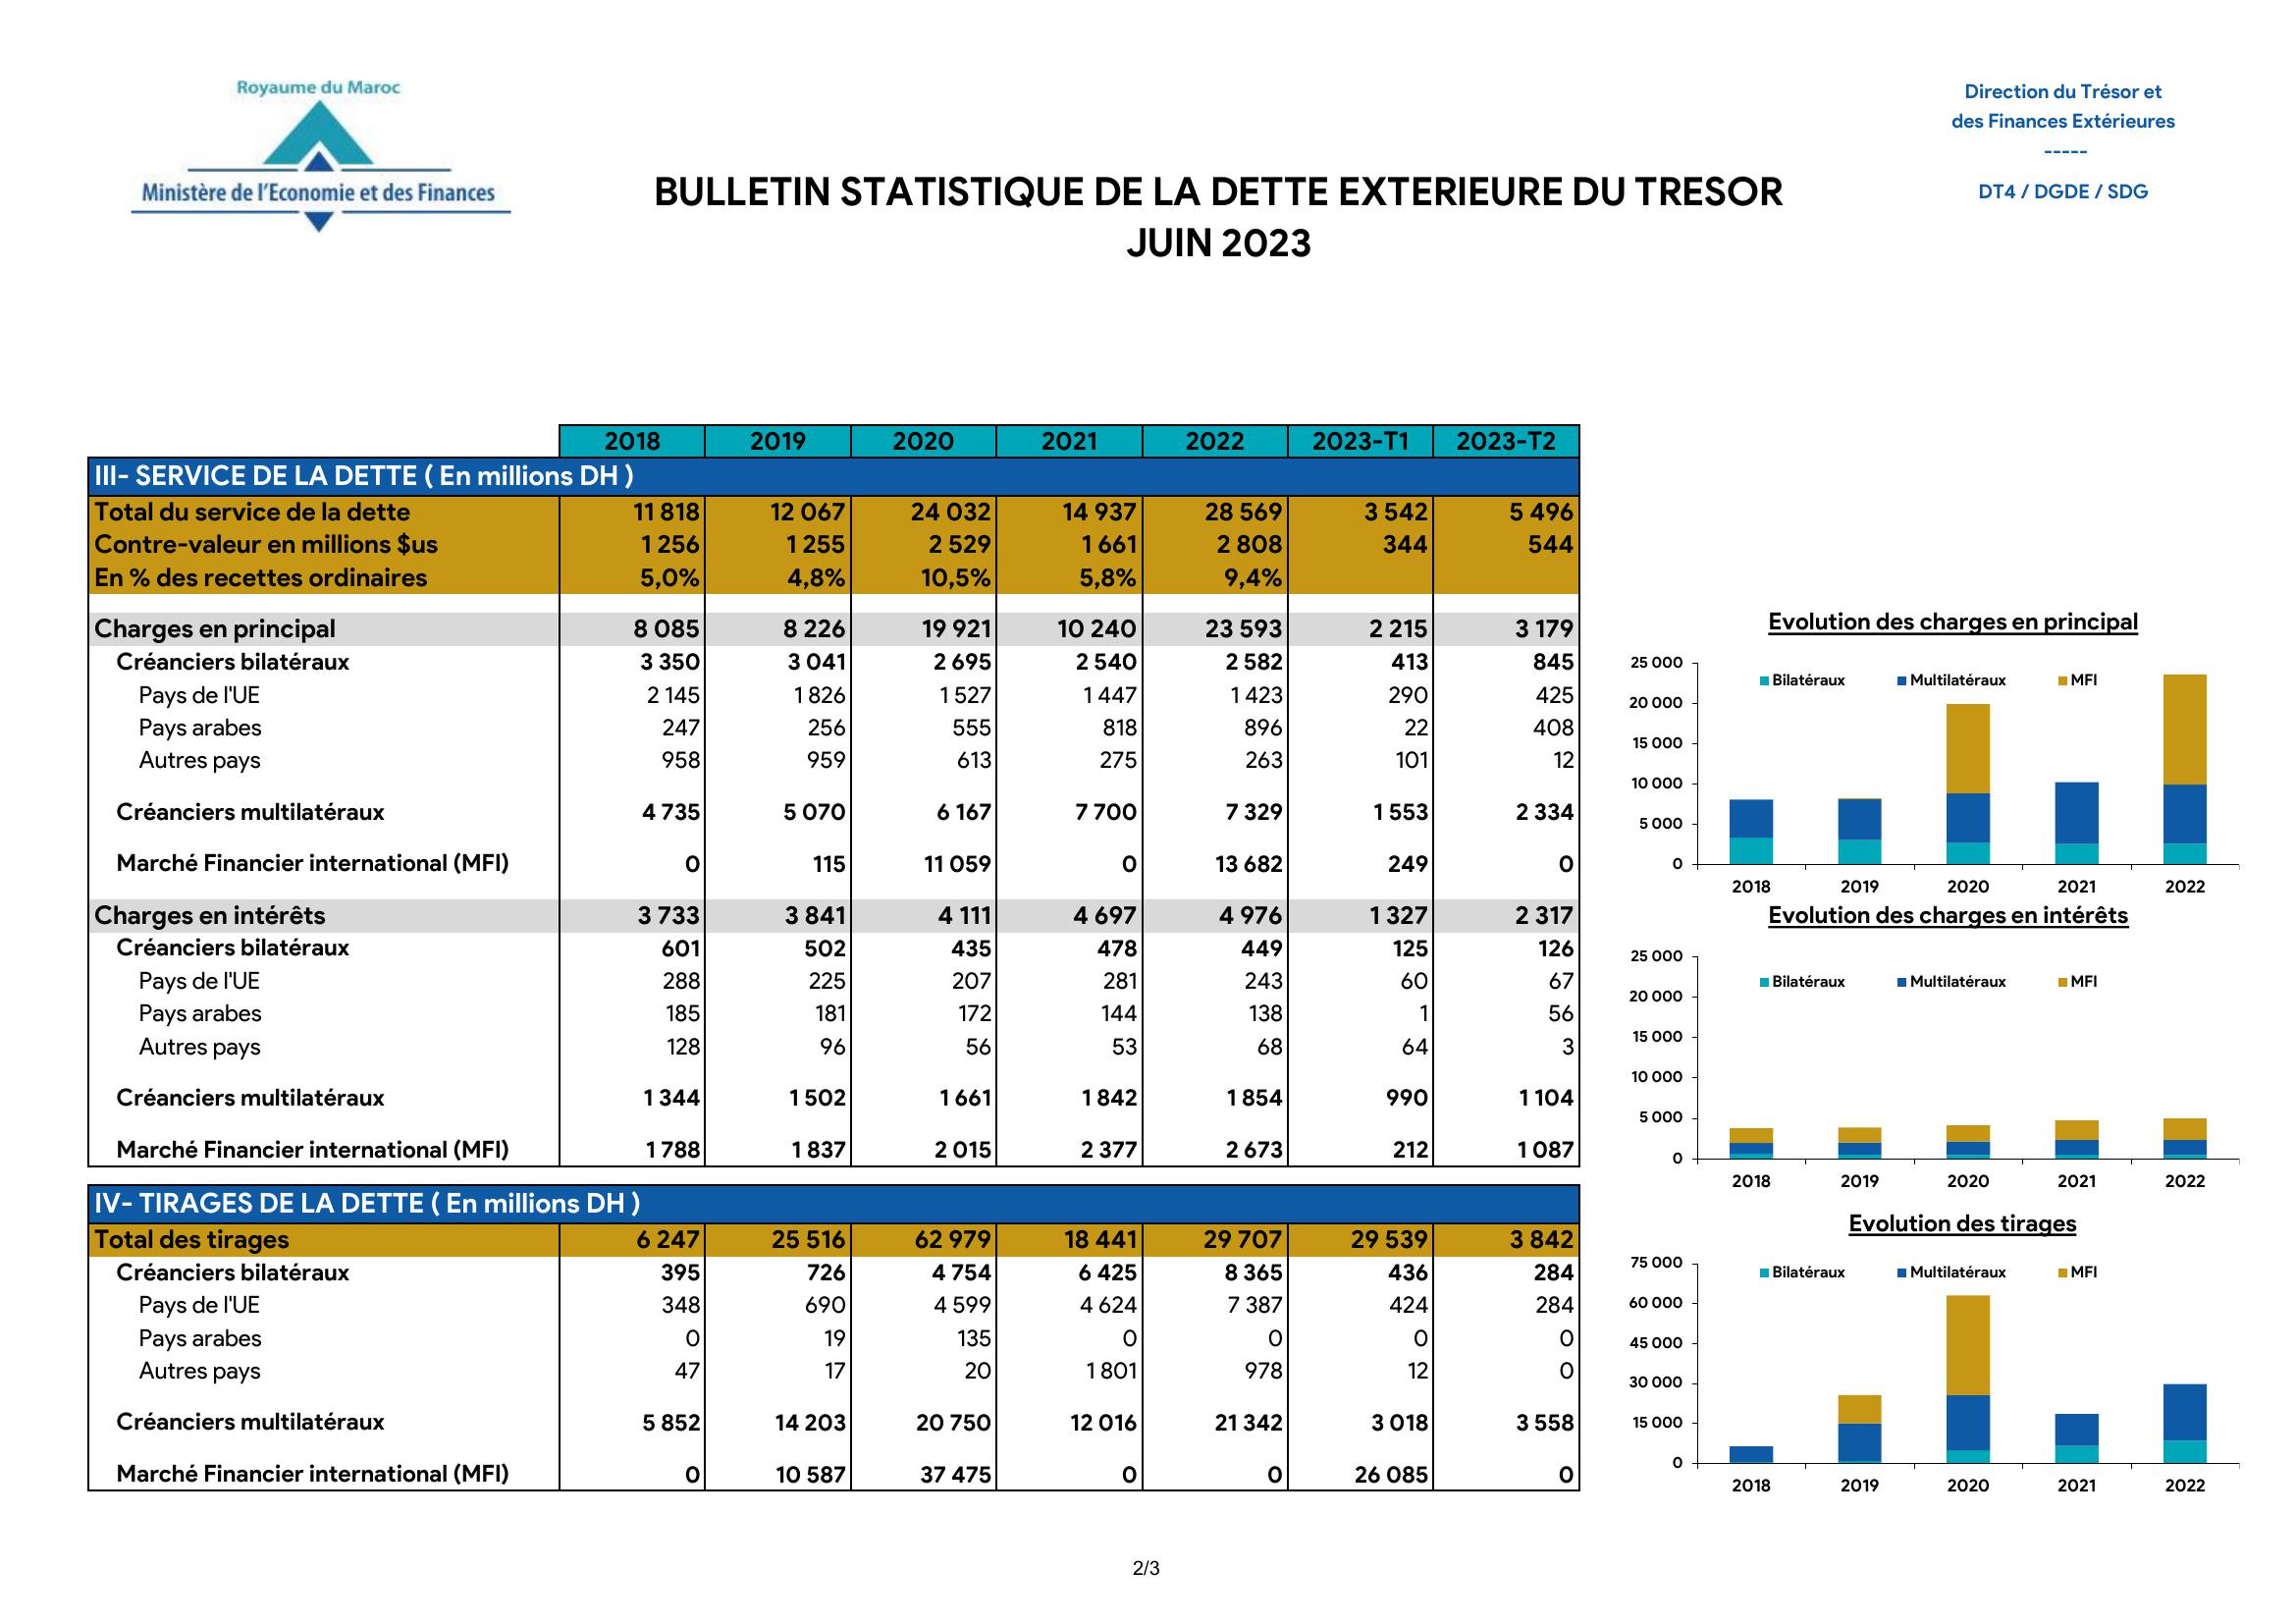 Royaume du Maroc
Ministère de l'Economie et des Finances
Direction du Trésor et
des Finances Extérieures
-----
DT4 / DGDE / SDG
BULLETIN STATISTIQUE DE LA DETTE EXTERIEURE DU TRESOR
JUIN 2023
2018 2019 2020 2021 2022 2023-T1 2023-T2
III- SERVICE DE LA DETTE ( En millions DH )
Total du service de la dette 11 818 12 067 24 032 14 937 28 569 3 542 5 496
Contre-valeur en millions $us 1 256 1 255 2 529 1 661 2 808 344 544
En % des recettes ordinaires 5,0% 4,8% 10,5% 5,8% 9,4%
Charges en principal 8 085 8 226 19 921 10 240 23 593 2 215 3 179
Créanciers bilatéraux 3 350 3 041 2 695 2 540 2 582 413 845
Pays de l'UE 2 145 1 826 1 527 1 447 1 423 290 425
Pays arabes 247 256 555 818 896 22 408
Autres pays 958 959 613 275 263 101 12
Créanciers multilatéraux 4 735 5 070 6 167 7 700 7 329 1 553 2 334
Marché Financier international (MFI) 0 115 11 059 0 13 682 249 0
Charges en intérêts 3 733 3 841 4 111 4 697 4 976 1 327 2 317
Créanciers bilatéraux 601 502 435 478 449 125 126
Pays de l'UE 288 225 207 281 243 60 67
Pays arabes 185 181 172 144 138 1 56
Autres pays 128 96 56 53 68 64 3
Créanciers multilatéraux 1 344 1 502 1 661 1 842 1 854 990 1 104
Marché Financier international (MFI) 1 788 1 837 2 015 2 377 2 673 212 1 087
IV- TIRAGES DE LA DETTE ( En millions DH )
Total des tirages 6 247 25 516 62 979 18 441 29 707 29 539 3 842
Créanciers bilatéraux 395 726 4 754 6 425 8 365 436 284
Pays de l'UE 348 690 4 599 4 624 7 387 424 284
Pays arabes 0 19 135 0 0 0 0
Autres pays 47 17 20 1 801 978 12 0
Créanciers multilatéraux 5 852 14 203 20 750 12 016 21 342 3 018 3 558
Marché Financier international (MFI) 0 10 587 37 475 0 0 26 085 0
Evolution des charges en principal
Bilatéraux Multilatéraux MFI
25 000
20 000
15 000
10 000
5 000
0
2018 2019 2020 2021 2022
Evolution des charges en intérêts
Bilatéraux Multilatéraux MFI
25 000
20 000
15 000
10 000
5 000
0
2018 2019 2020 2021 2022
Evolution des tirages
Bilatéraux Multilatéraux MFI
75 000
60 000
45 000
30 000
15 000
0
2018 2019 2020 2021 2022
2/3